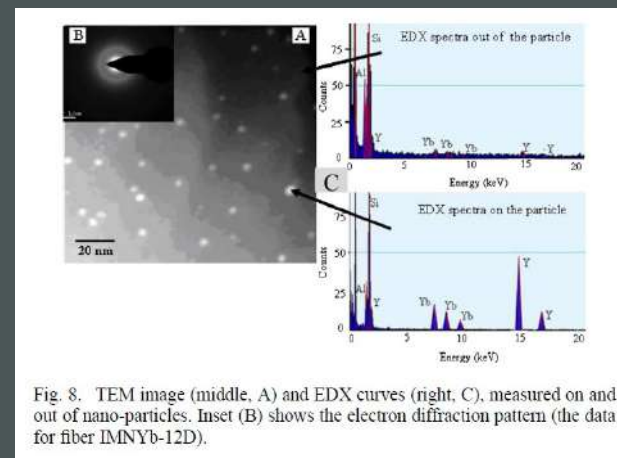 B
A
20 nm
C
EDX spectra out of the particle
Counts
75
50
25
0
Si
Al
Y
Yb
Yb
Yb
Y
Y
0
5
10
15
20
Energy (keV)
EDX spectra on the particle
Counts
75
50
25
0
Si
Al
Y
Yb
Yb
Yb
Y
Y
0
5
10
15
20
Energy (keV)
Fig. 8. TEM image (middle, A) and EDX curves (right, C), measured on and
out of nano-particles. Inset (B) shows the electron diffraction pattern (the data
for fiber IMNYb-12D).